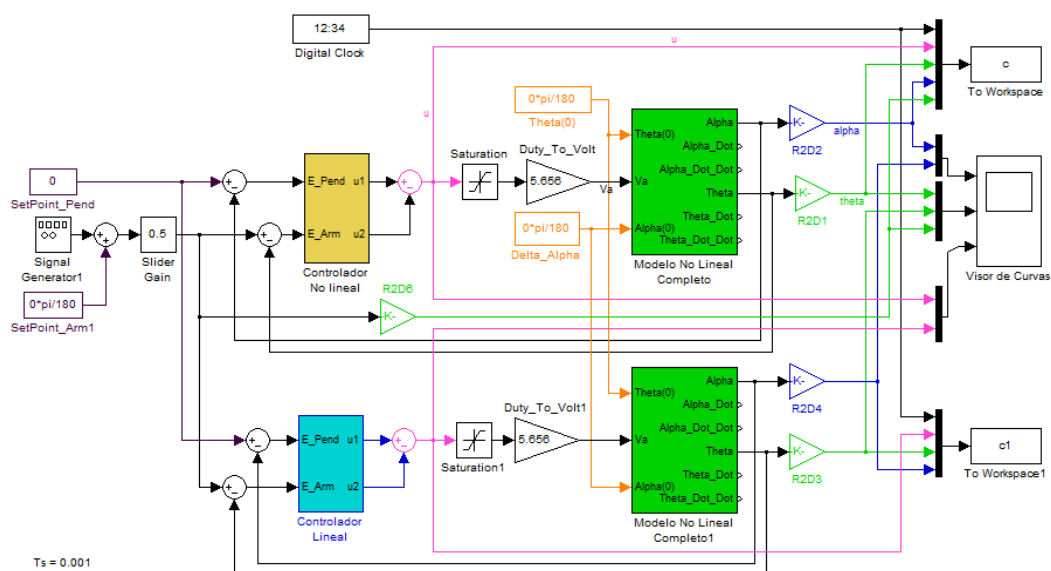 12:34
Digital Clock
u
c
To Workspace
0*pi/180
Theta(0)
u
K-
R2D2
alpha
Theta(0)
Va
Alpha(0)
Alpha
Alpha_Dot
Alpha_Dot_Dot
Theta
Theta_Dot
Theta_Dot_Dot
Modelo No Lineal
Completo
Saturation
Duty_To_Volt
5.656
Va
0
SetPoint_Pend
E_Pend
u1
E_Arm
u2
Controlador
No lineal
K-
R2D1
theta
Visor de Curvas
Signal
Generator1
0.5
Slider
Gain
0*pi/180
Delta_Alpha
0*pi/180
SetPoint_Arm1
R2D6
K-
Theta(0)
Va
Alpha(0)
Alpha
Alpha_Dot
Alpha_Dot_Dot
Theta
Theta_Dot
Theta_Dot_Dot
Modelo No Lineal
Completo1
K-
R2D4
Duty_To_Volt1
5.656
Saturation1
E_Pend
u1
E_Arm
u2
Controlador
Lineal
K-
R2D3
c1
To Workspace1
Ts = 0.001